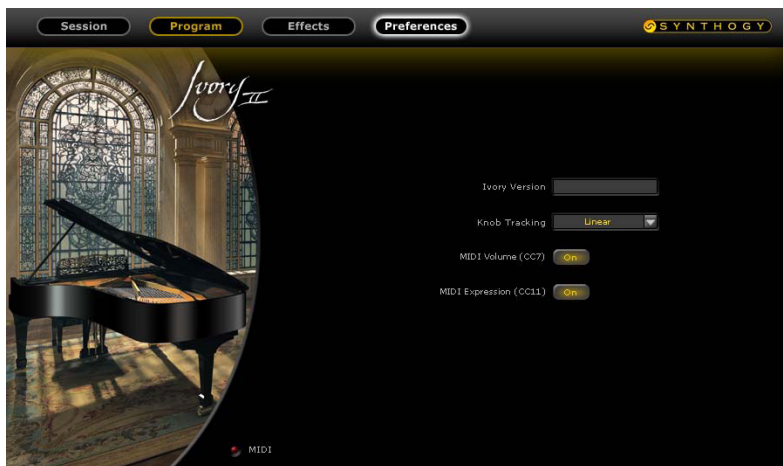 Session Program Effects Preferences SYNTHOGY
Ivory II
Ivory Version
Knob Tracking Linear
MIDI Volume (CC7) On
MIDI Expression (CC11) On
MIDI